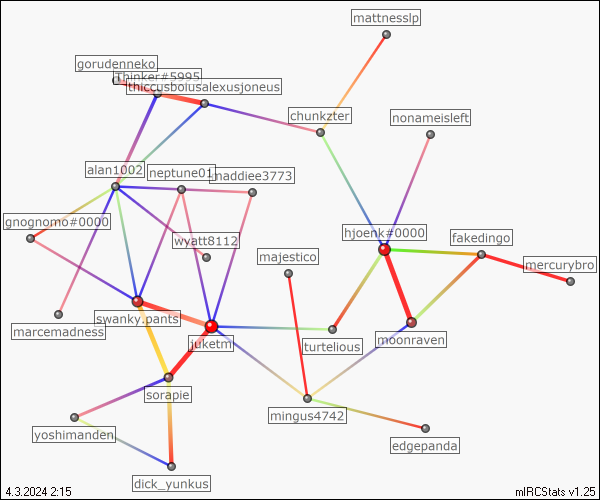 mattnesslp
gorudenneko
Thinker#5995
thiccusbolusalexusjoneus
chunkzter
nonameisleft
alan1002
neptune01
maddiee3773
gnognomo#0000
wyatt8112
hjoenk#0000
fakedingo
majestico
mercurybro
marcemadness
swanky.pants
juketm
turtelious
moonraven
sorapie
mingus4742
yoshimanden
edgepanda
dick_yunkus
4.3.2024 2:15
mIRCStats v1.25